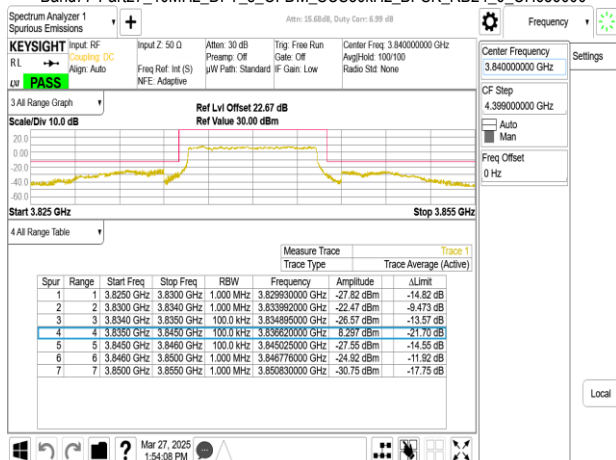 Spectrum Analyzer 1
Spurious Emissions
Attn: 15.68dB, Duty Corr: 6.99 dB
Frequency
KEYSIGHT Input: RF Input Z: 50 Ω Atten: 30 dB Trig: Free Run Center Freq: 3.840000000 GHz
RL Coupling: DC Preamp: Off Gate: Off Avg|Hold: 100/100
Align: Auto Freq Ref: Int (S) µW Path: Standard IF Gain: Low Radio Std: None
PASS NFE: Adaptive
Center Frequency
3.840000000 GHz
Settings
CF Step
4.399000000 GHz
Auto
Man
Freq Offset
0 Hz
3 All Range Graph
Ref Lvl Offset 22.67 dB
Scale/Div 10.0 dB Ref Value 30.00 dBm
20.0
0.00
-20.0
-40.0
-60.0
Start 3.825 GHz Stop 3.855 GHz
4 All Range Table
Measure Trace Trace 1
Trace Type Trace Average (Active)
Spur Range Start Freq Stop Freq RBW Frequency Amplitude ΔLimit
1 1 3.8250 GHz 3.8300 GHz 1.000 MHz 3.829930000 GHz -27.82 dBm -14.82 dB
2 2 3.8300 GHz 3.8340 GHz 1.000 MHz 3.833992000 GHz -22.47 dBm -9.473 dB
3 3 3.8340 GHz 3.8350 GHz 100.0 kHz 3.834895000 GHz -26.57 dBm -13.57 dB
4 4 3.8350 GHz 3.8450 GHz 100.0 kHz 3.836620000 GHz 8.297 dBm -21.70 dB
5 5 3.8450 GHz 3.8460 GHz 100.0 kHz 3.845025000 GHz -27.55 dBm -14.55 dB
6 6 3.8460 GHz 3.8500 GHz 1.000 MHz 3.846776000 GHz -24.92 dBm -11.92 dB
7 7 3.8500 GHz 3.8550 GHz 1.000 MHz 3.850830000 GHz -30.75 dBm -17.75 dB
Local
Mar 27, 2025
1:54:08 PM